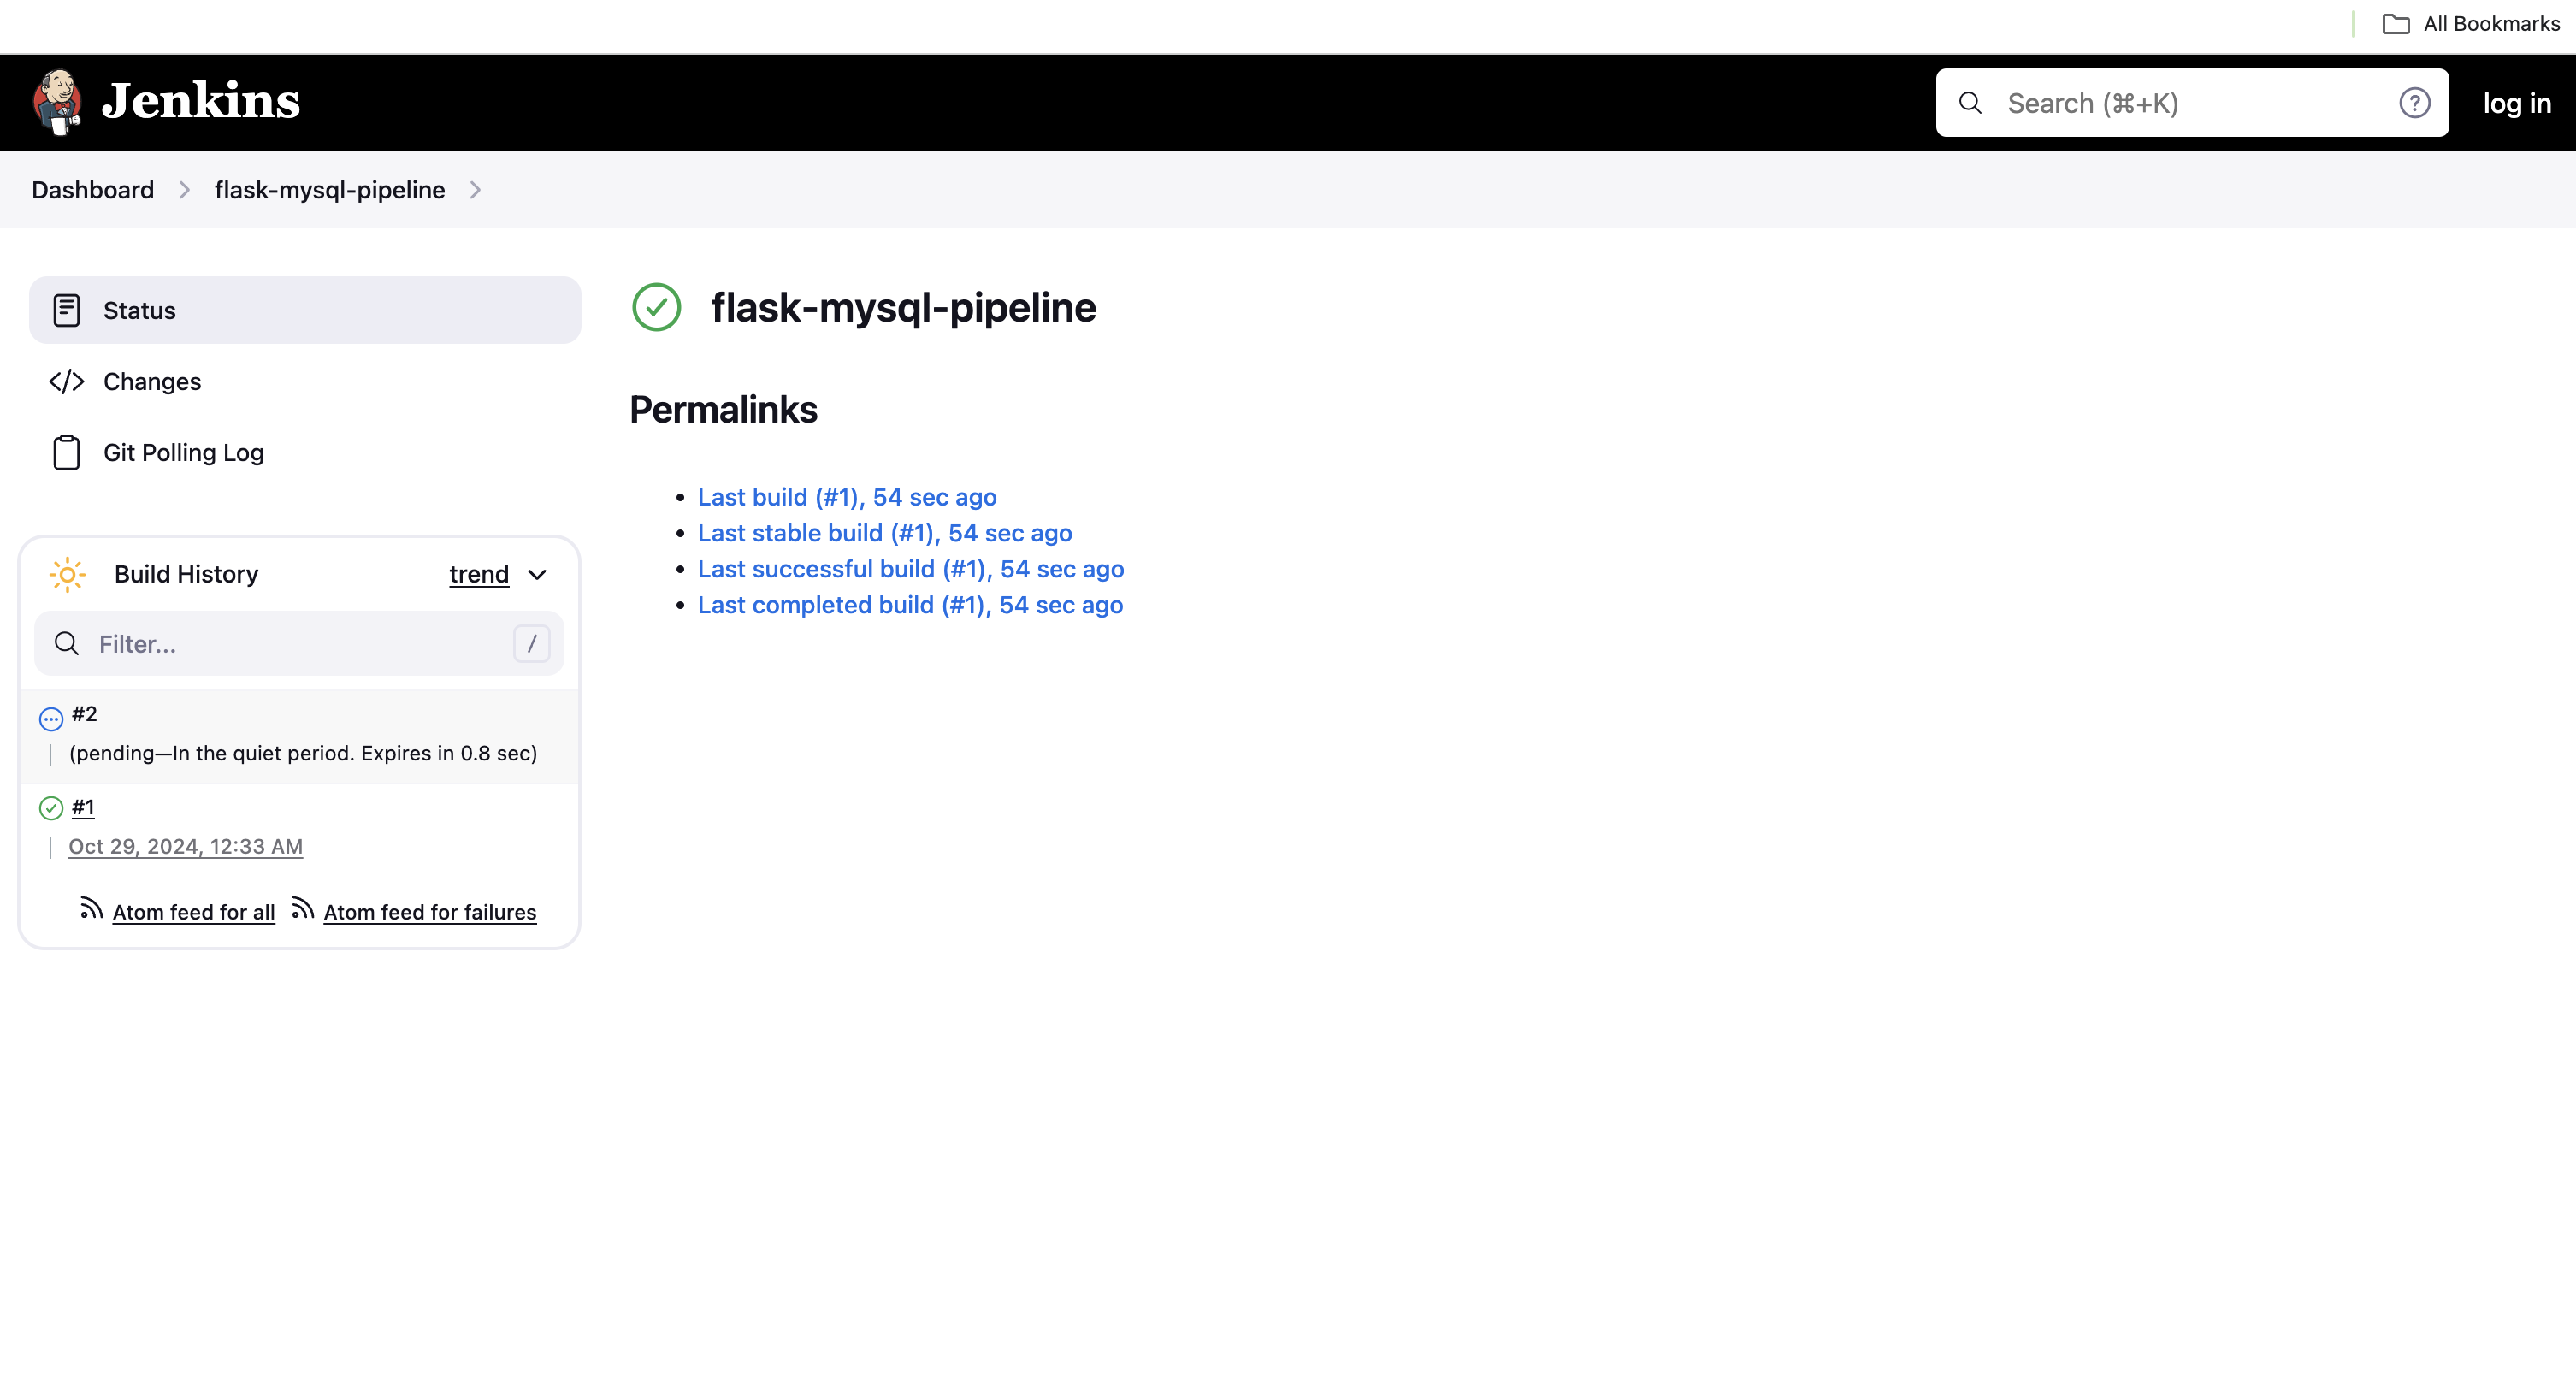 All Bookmarks
Jenkins
Search (⌘+K)
?
log in
Dashboard
flask-mysql-pipeline
Status
Changes
Git Polling Log
flask-mysql-pipeline
Permalinks
Last build (#1), 54 sec ago
Last stable build (#1), 54 sec ago
Last successful build (#1), 54 sec ago
Last completed build (#1), 54 sec ago
Build History trend
Filter... /
#2
(pending—In the quiet period. Expires in 0.8 sec)
#1
Oct 29, 2024, 12:33 AM
Atom feed for all Atom feed for failures